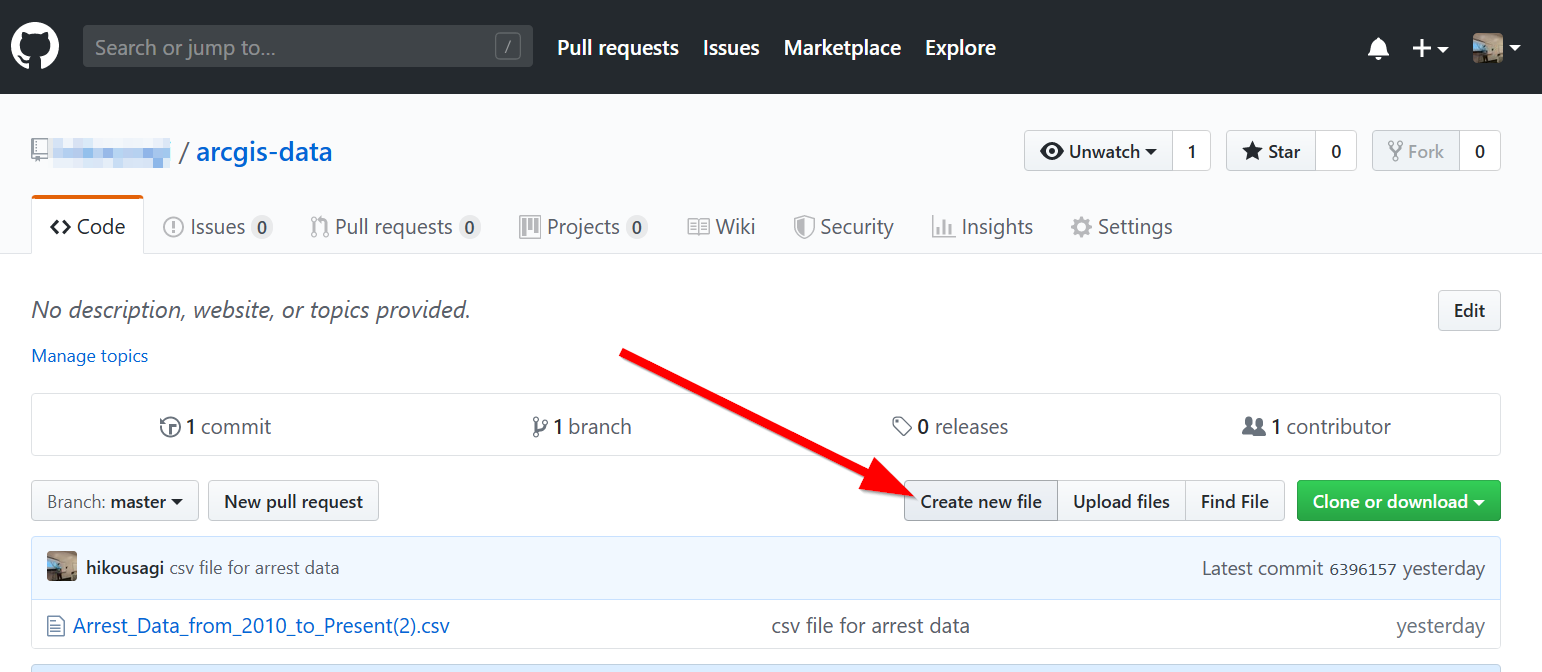 Search or jump to... /
Pull requests Issues Marketplace Explore
/ arcgis-data
Unwatch 1 Star 0 Fork 0
Code Issues 0 Pull requests 0 Projects 0 Wiki Security Insights Settings
No description, website, or topics provided.
Edit
Manage topics
1 commit 1 branch 0 releases 1 contributor
Branch: master New pull request Create new file Upload files Find File Clone or download
hikousagi csv file for arrest data Latest commit 6396157 yesterday
Arrest_Data_from_2010_to_Present(2).csv csv file for arrest data yesterday